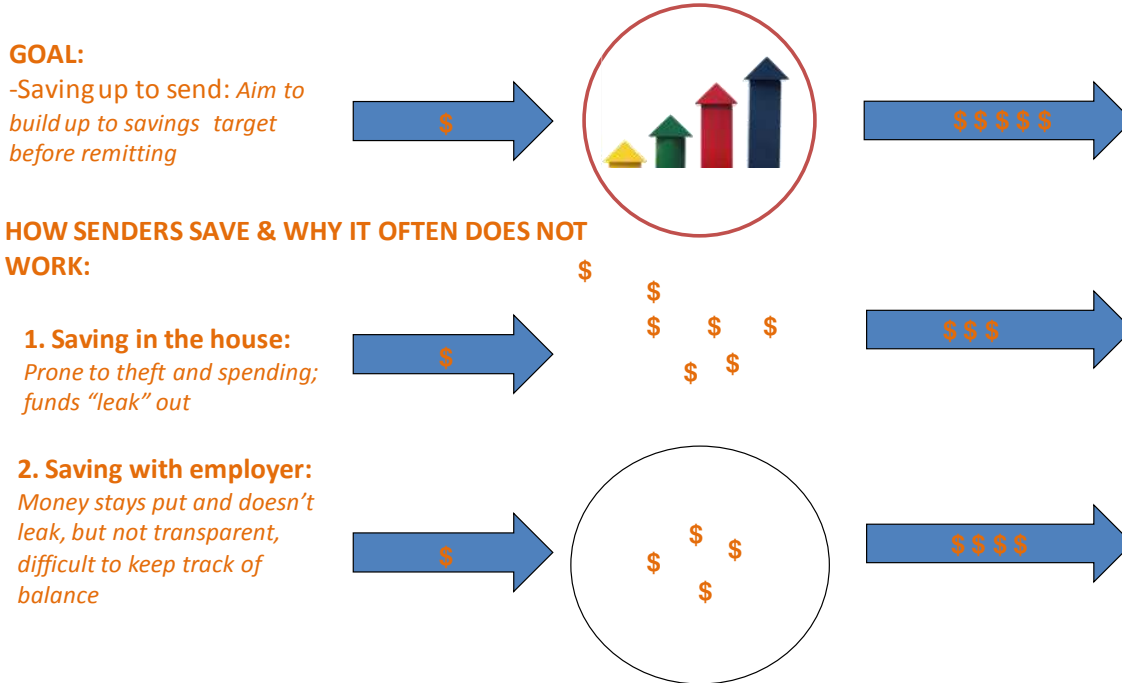 GOAL:
-Saving up to send: Aim to
build up to savings target
before remitting
$
$ $ $ $ $
HOW SENDERS SAVE & WHY IT OFTEN DOES NOT
WORK:
1. Saving in the house:
Prone to theft and spending;
funds “leak” out
$
$
$
$ $ $
$ $
$ $ $
2. Saving with employer:
Money stays put and doesn’t
leak, but not transparent,
difficult to keep track of
balance
$
$
$ $
$
$ $ $ $